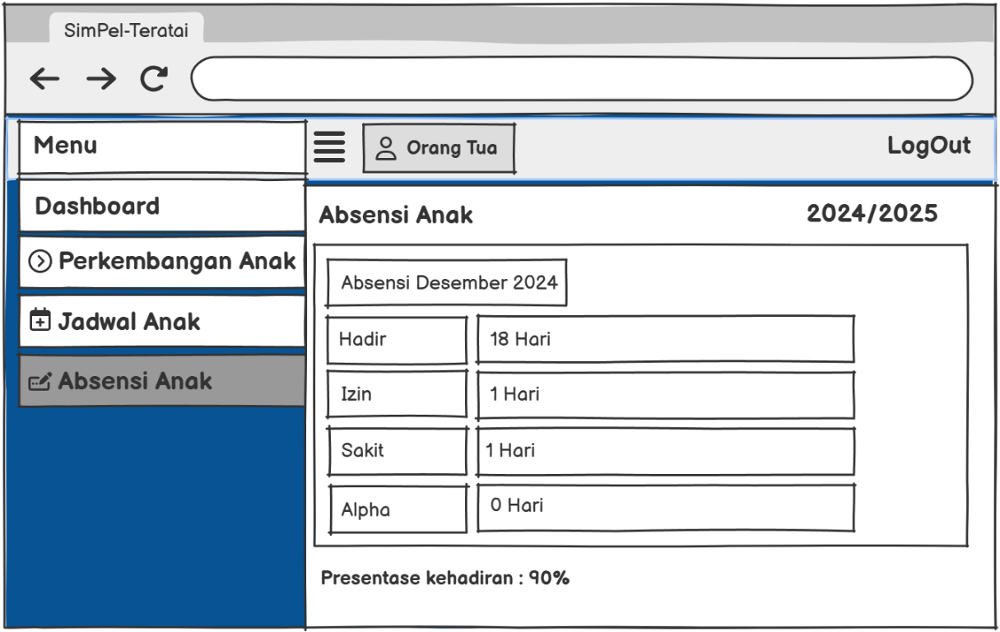 SimPel-Teratai
Menu
Orang Tua
LogOut
Dashboard
Perkembangan Anak
Jadwal Anak
Absensi Anak
Absensi Anak
2024/2025
Absensi Desember 2024
Hadir
18 Hari
Izin
1 Hari
Sakit
1 Hari
Alpha
0 Hari
Presentase kehadiran : 90%